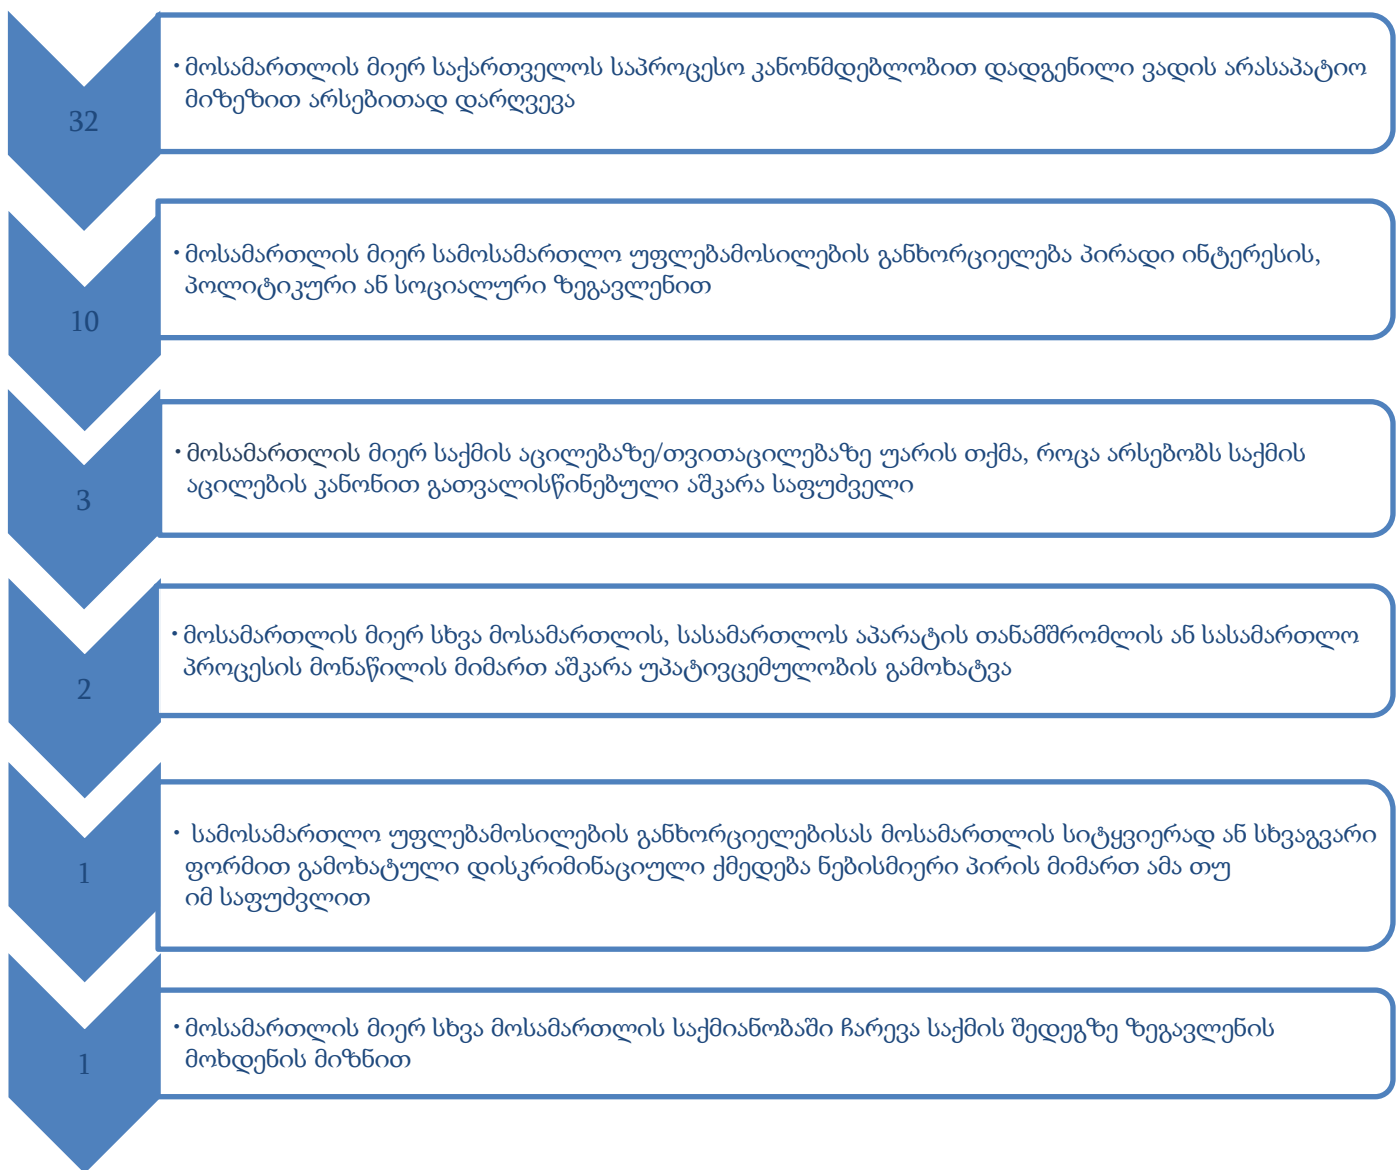 32
• მოსამართლის მიერ საქართველოს საპროცესო კანონმდებლობით დადგენილი ვადის არასაპატიო
მიზეზით არსებითად დარღვევა
10
• მოსამართლის მიერ სამოსამართლო უფლებამოსილების განხორციელება პირადი ინტერესის,
პოლიტიკური ან სოციალური ზეგავლენით
3
• მოსამართლის მიერ საქმის აცილებაზე/თვითაცილებაზე უარის თქმა, როცა არსებობს საქმის
აცილების კანონით გათვალისწინებული აშკარა საფუძველი
2
• მოსამართლის მიერ სხვა მოსამართლის, სასამართლოს აპარატის თანამშრომლის ან სასამართლო
პროცესის მონაწილის მიმართ აშკარა უპატივცემულობის გამოხატვა
1
• სამოსამართლო უფლებამოსილების განხორციელებისას მოსამართლის სიტყვიერად ან სხვაგვარი
ფორმით გამოხატული დისკრიმინაციული ქმედება ნებისმიერი პირის მიმართ ამა თუ
იმ საფუძვლით
1
• მოსამართლის მიერ სხვა მოსამართლის საქმიანობაში ჩარევა საქმის შედეგზე ზეგავლენის
მოხდენის მიზნით